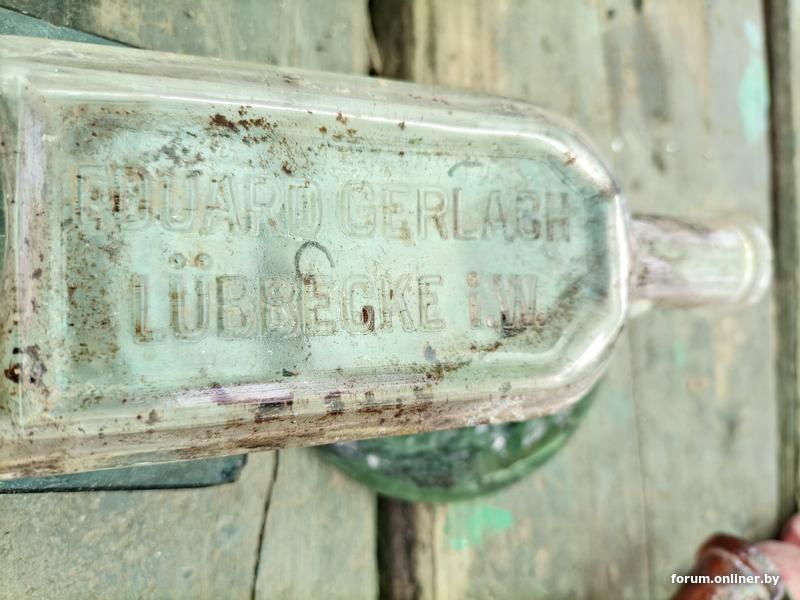 EDUARD GERLACH
LÜBBECKE i.W.
forum.onliner.by